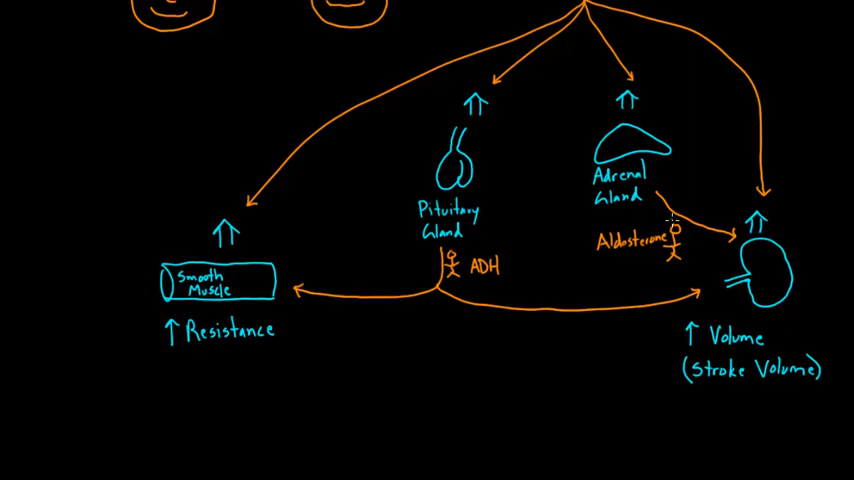 Pituitary
Gland
Adrenal
Gland
ADH
Aldosterone
Smooth
Muscle
↑ Resistance
↑ Volume
(Stroke Volume)